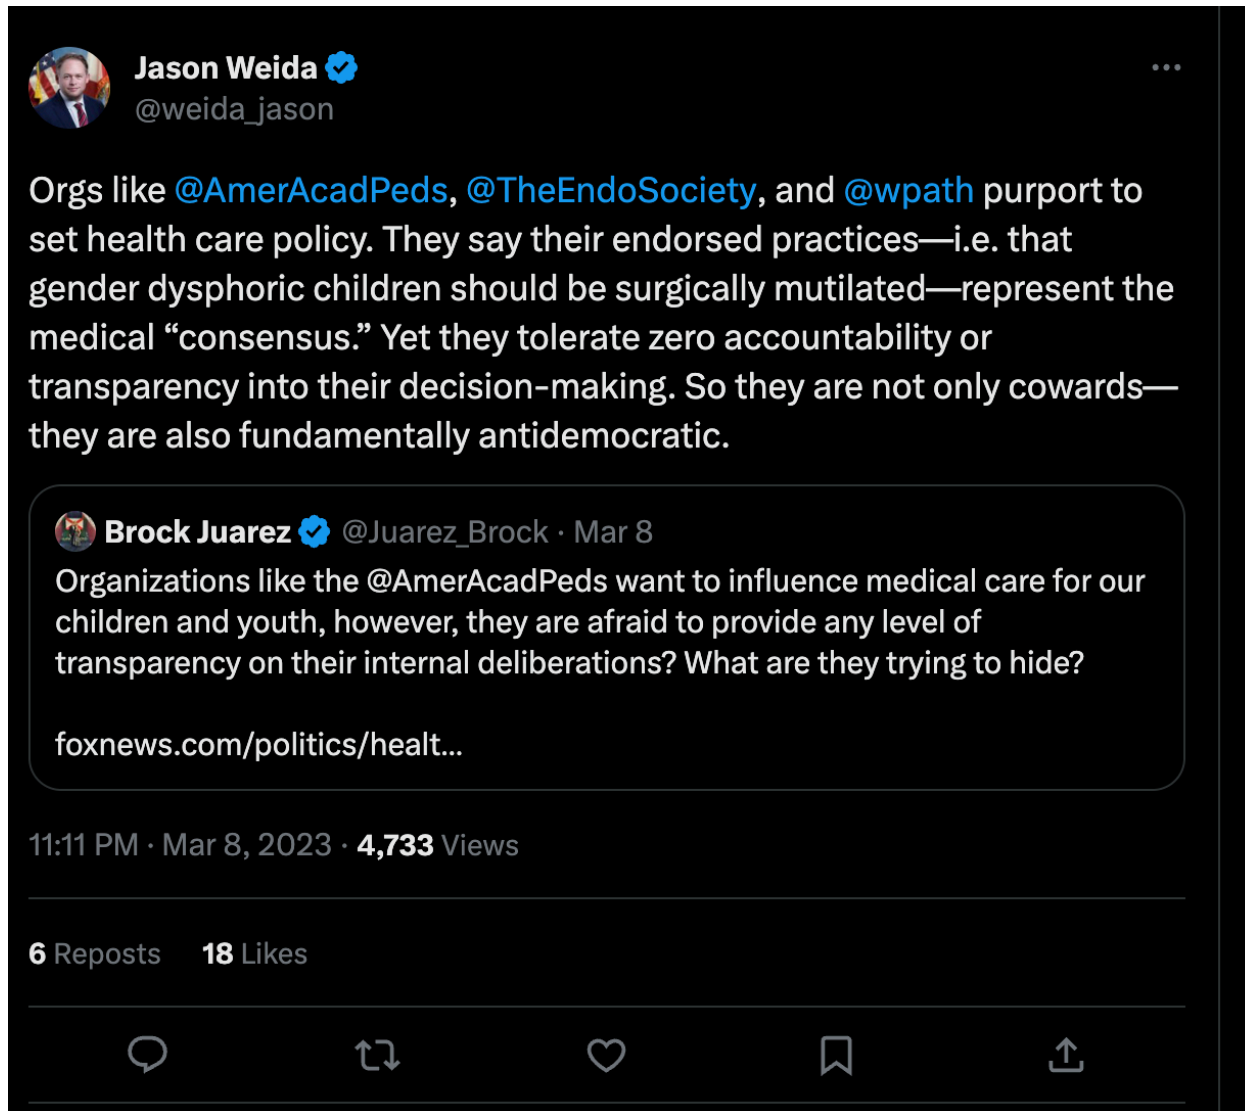 Jason Weida
@weida_jason
Orgs like @AmerAcadPeds, @TheEndoSociety, and @wpath purport to
set health care policy. They say their endorsed practices—i.e. that
gender dysphoric children should be surgically mutilated—represent the
medical “consensus.” Yet they tolerate zero accountability or
transparency into their decision-making. So they are not only cowards—
they are also fundamentally antidemocratic.
Brock Juarez @Juarez_Brock · Mar 8
Organizations like the @AmerAcadPeds want to influence medical care for our
children and youth, however, they are afraid to provide any level of
transparency on their internal deliberations? What are they trying to hide?
foxnews.com/politics/healt...
11:11 PM · Mar 8, 2023 · 4,733 Views
6 Reposts 18 Likes